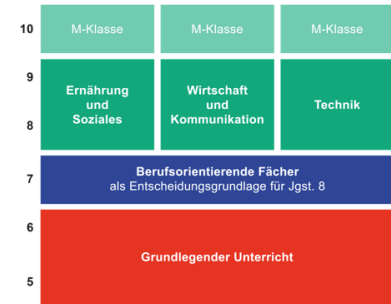 10 M-Klasse M-Klasse M-Klasse
9
Ernährung
und
Soziales
Wirtschaft
und
Kommunikation
Technik
8
7
Berufsorientierende Fächer
als Entscheidungsgrundlage für Jgst. 8
6
Grundlegender Unterricht
5